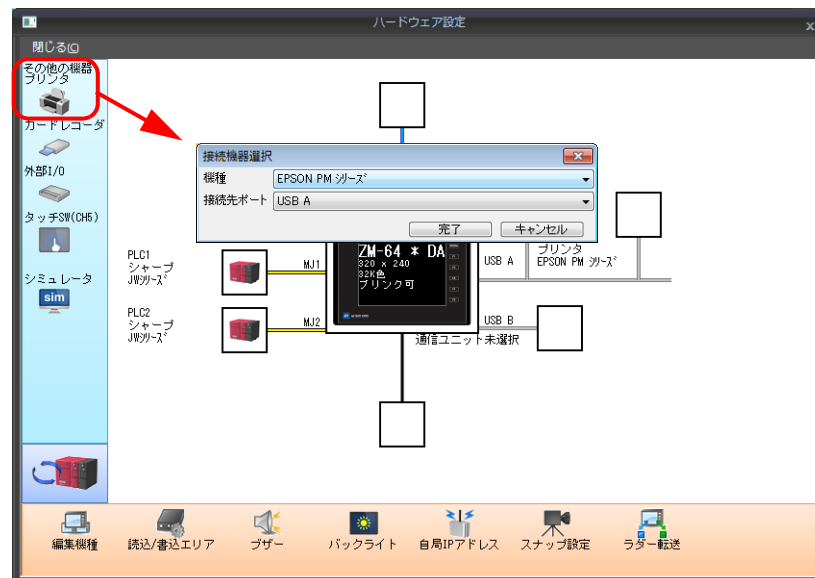 ハードウェア設定
閉じる(C)
その他の機器
プリンタ
カードレコーダ
外部I/O
タッチSW(CH5)
シミュレータ
sim
接続機器選択
機種
EPSON PM ｼﾘｰｽﾞ
接続先ポート
USB A
完了
キャンセル
PLC1
シャープ
JWｼﾘｰｽﾞ
MJ1
ZM-64 * DA
320 x 240
32K色
ブリンク可
USB A
プリンタ
EPSON PM ｼﾘｰｽﾞ
PLC2
シャープ
JWｼﾘｰｽﾞ
MJ2
USB B
通信ユニット未選択
編集機種
読込/書込エリア
ブザー
バックライト
自局IPアドレス
スナップ設定
ラダー転送